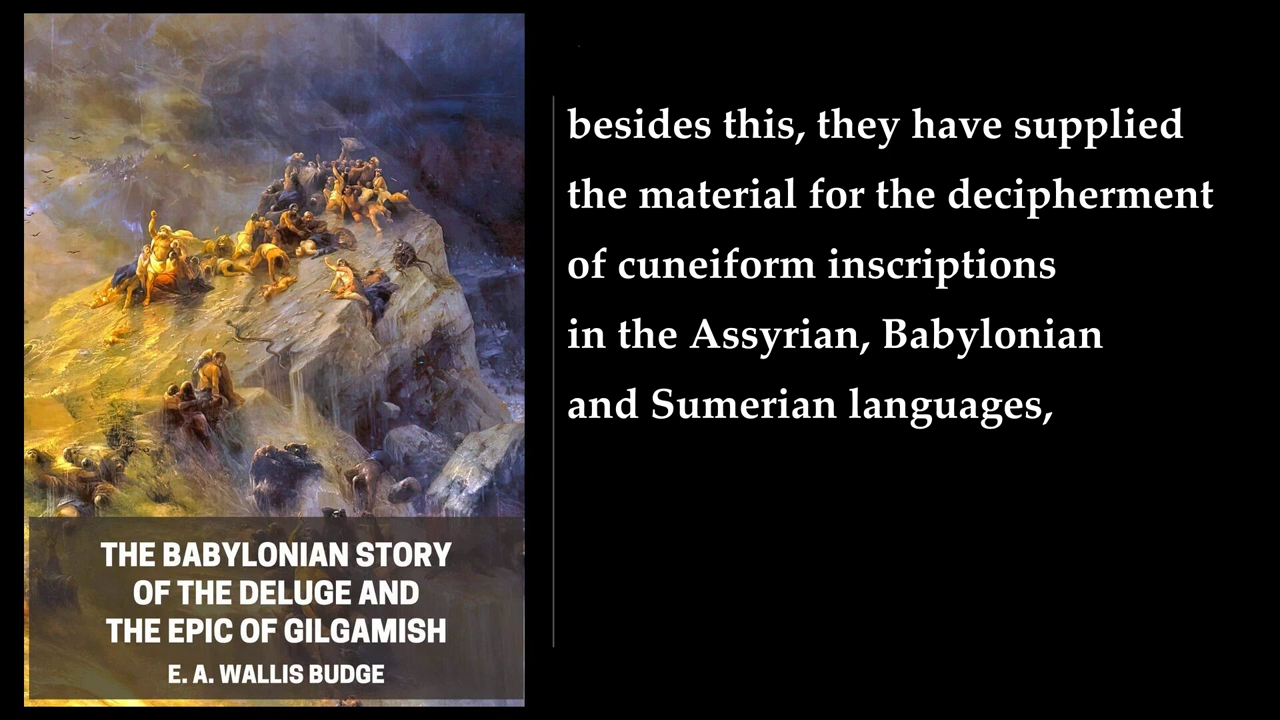 besides this, they have supplied
the material for the decipherment
of cuneiform inscriptions
in the Assyrian, Babylonian
and Sumerian languages,
THE BABYLONIAN STORY
OF THE DELUGE AND
THE EPIC OF GILGAMISH
E. A. WALLIS BUDGE